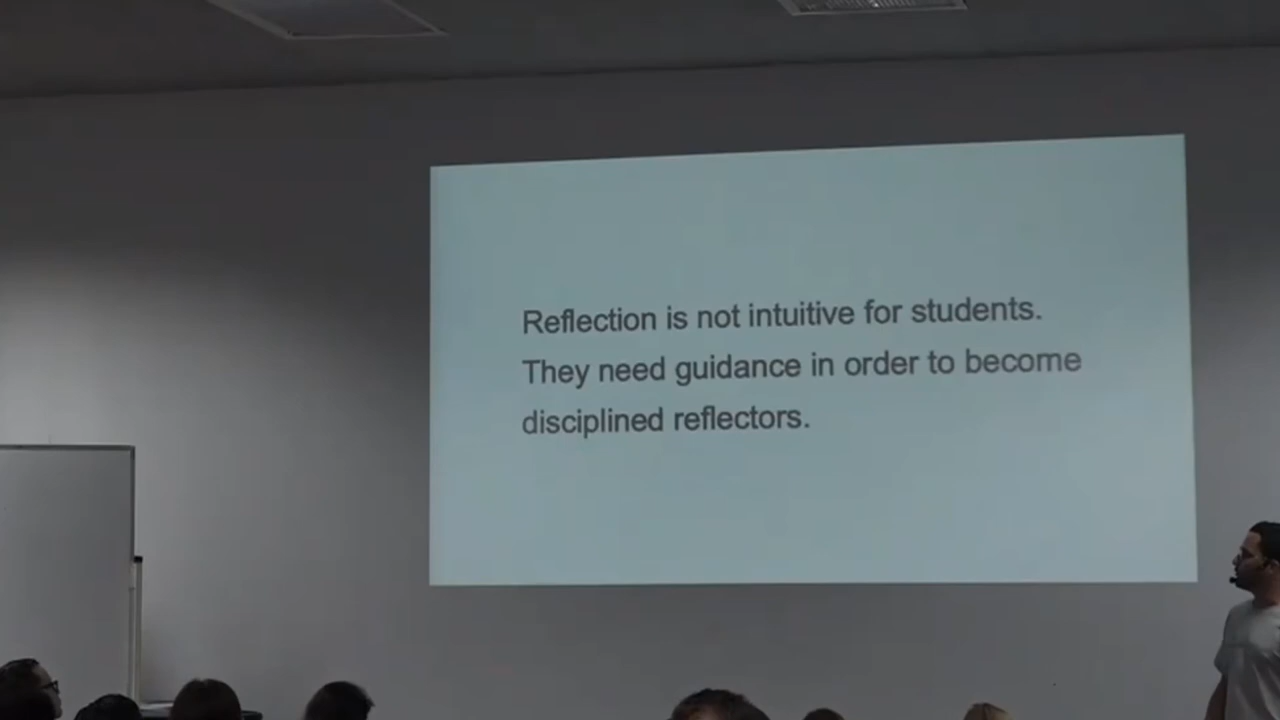 Reflection is not intuitive for students.
They need guidance in order to become
disciplined reflectors.